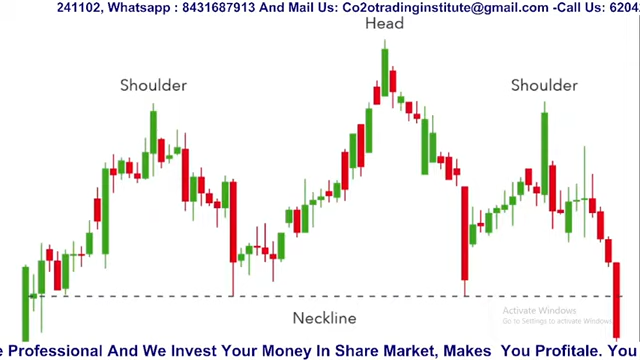 241102, Whatsapp : 8431687913 And Mail Us: Co2otradinginstitute@gmail.com -Call Us: 6204
Head
Shoulder
Shoulder
Activate Windows
Go to Settings to activate Windows.
Neckline
Professional And We Invest Your Money In Share Market, Makes You Profitale. You